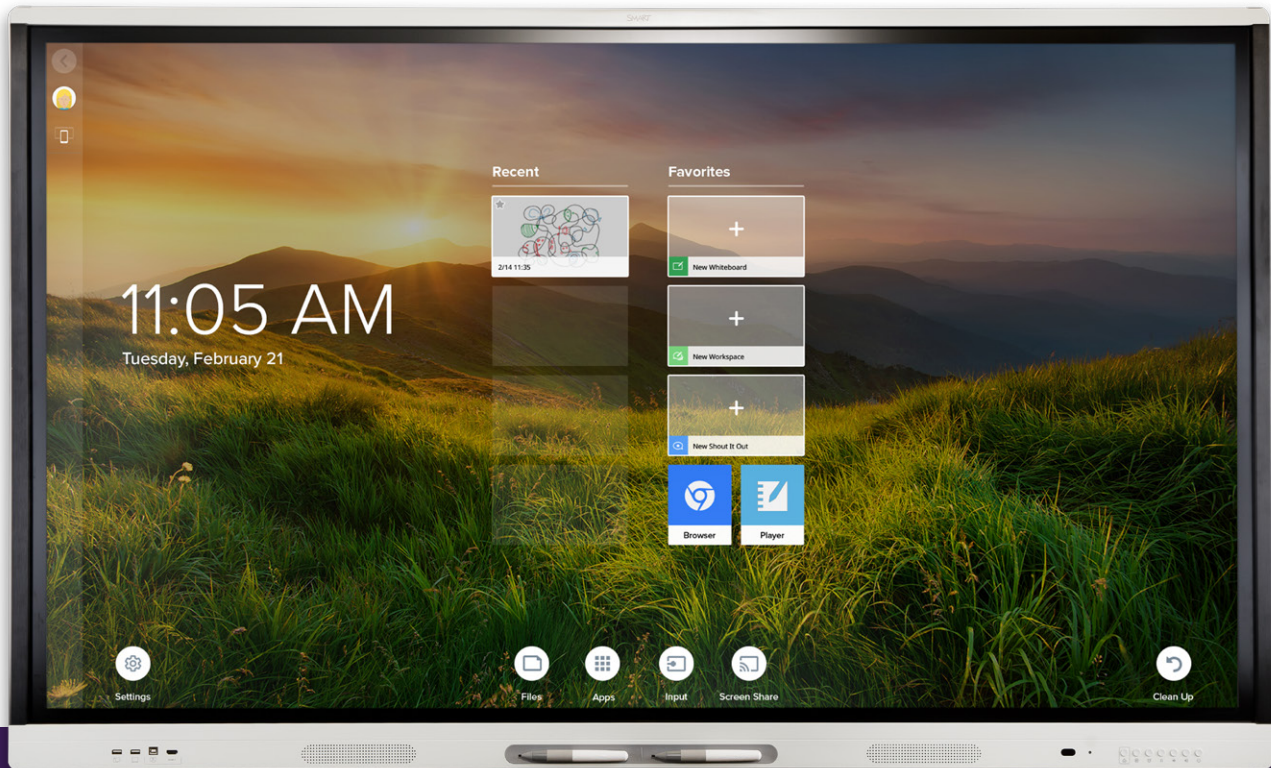 SMART
Recent
Favorites
2/14 11:35
New Whiteboard
11:05 AM
Tuesday, February 21
New Workspace
New Shout It Out
Browser
Player
Settings
Files
Apps
Input
Screen Share
Clean Up